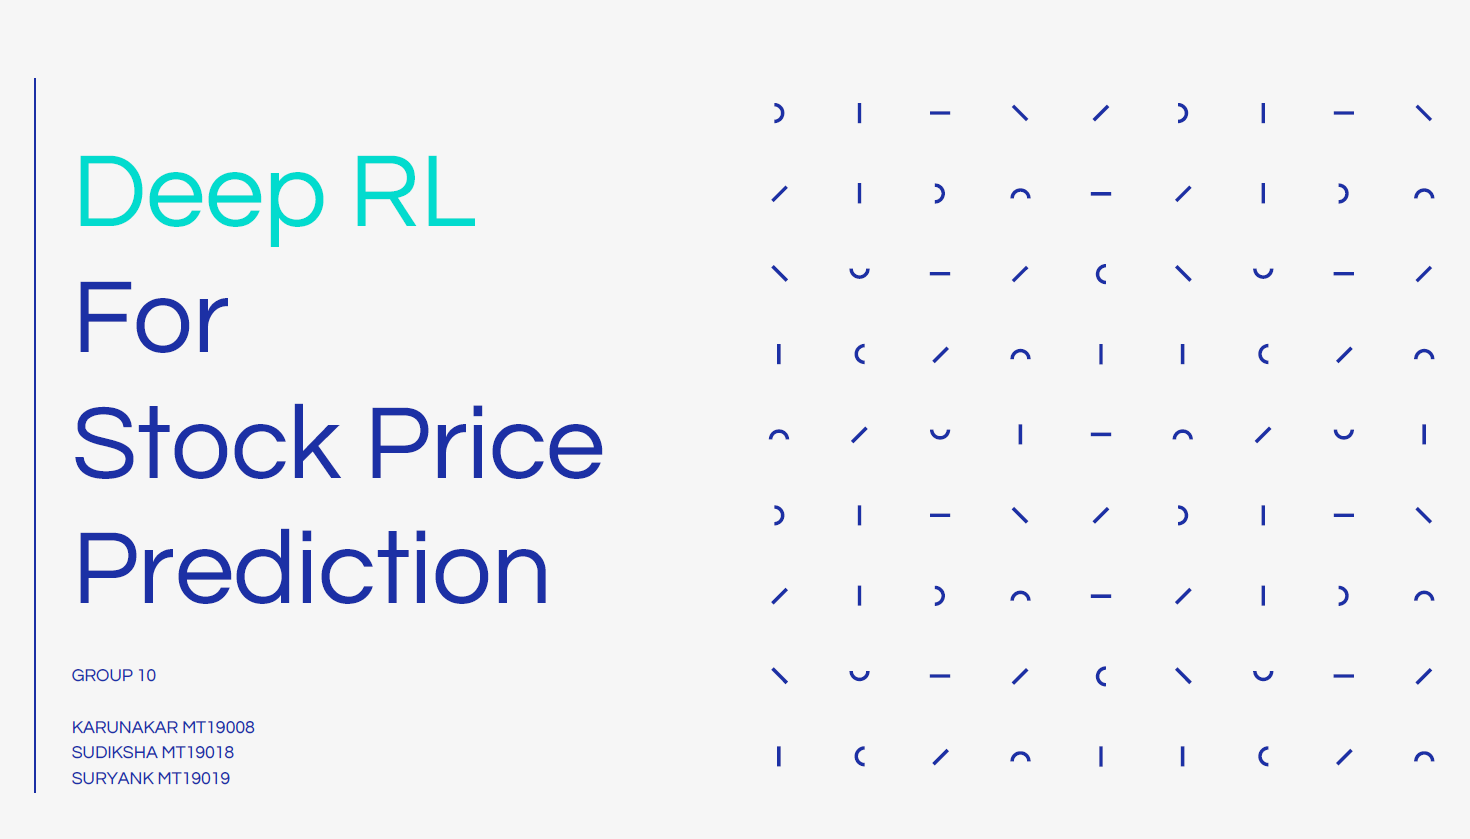 Deep RL
For
Stock Price
Prediction
GROUP 10
KARUNAKAR MT19008
SUDIKSHA MT19018
SURYANK MT19019